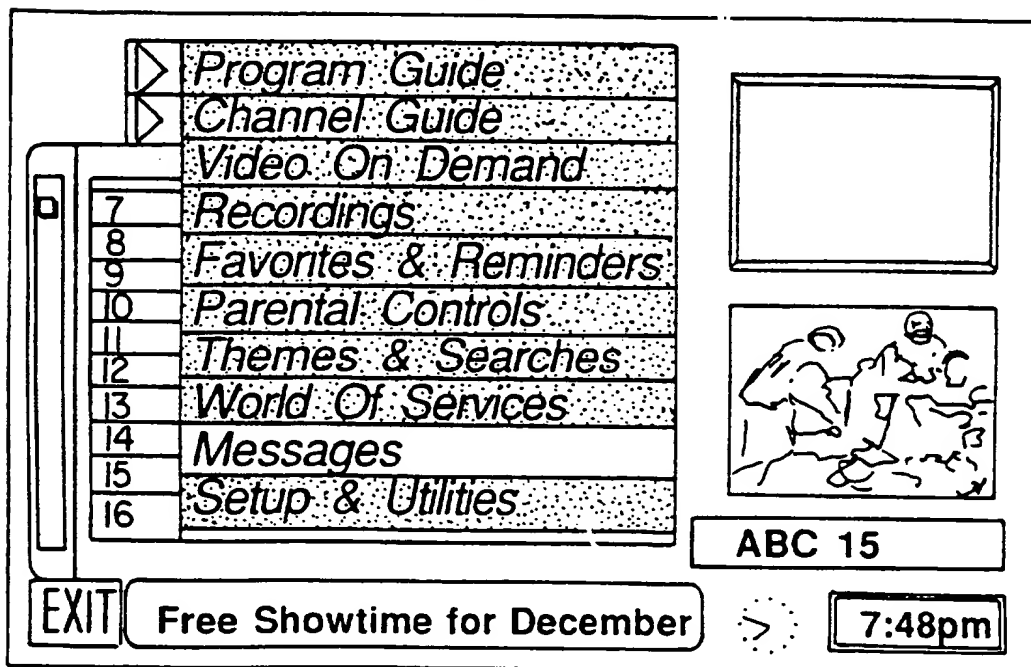 Program Guide
Channel Guide
Video On Demand
7 Recordings
8
9 Favorites & Reminders
10 Parental Controls
11
12 Themes & Searches
13 World Of Services
14 Messages
15
16 Setup & Utilities
ABC 15
EXIT Free Showtime for December 7:48pm